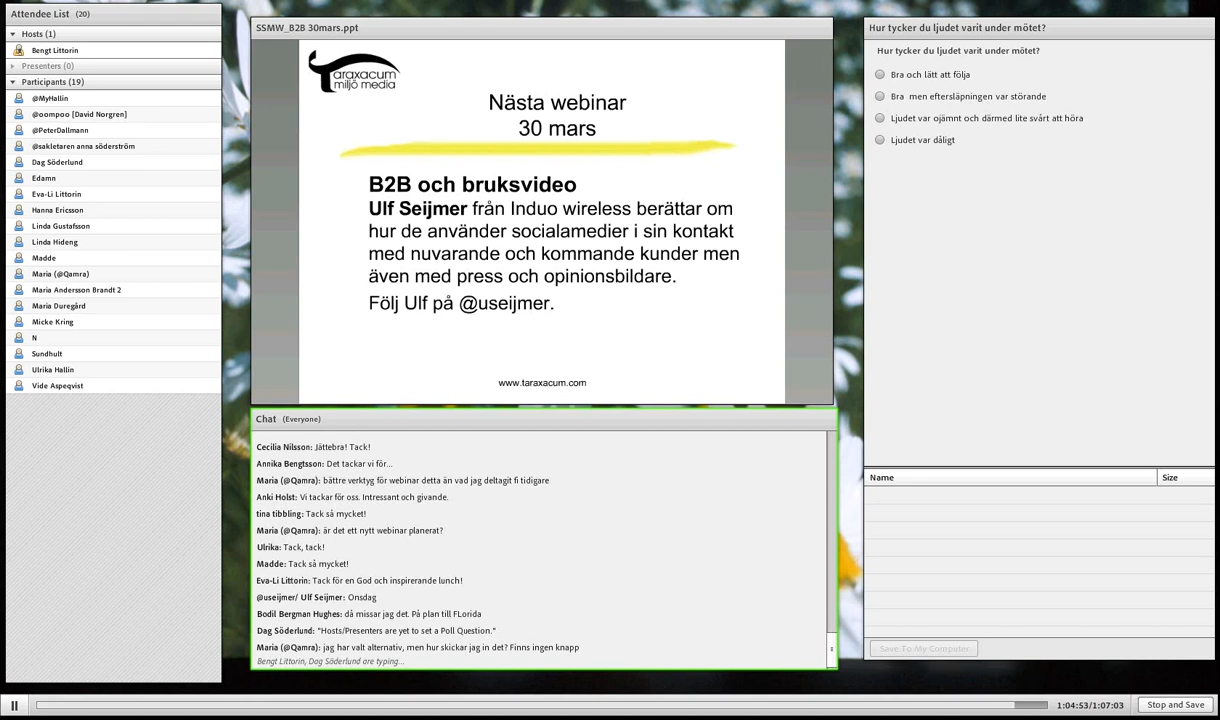 Attendee List (20)
Hosts (1)
Bengt Littorin
Presenters (0)
Participants (19)
@MyHallin
@oompoo [David Norgren]
@PeterDallmann
@sakletaren anna söderström
Dag Söderlund
Edamn
Eva-Li Littorin
Hanna Ericsson
Linda Gustafsson
Linda Hideng
Madde
Maria (@Qamra)
Maria Andersson Brandt 2
Maria Duregård
Micke Kring
N
Sundhult
Ulrika Hallin
Vide Aspeqvist
SSMW_B2B 30mars.ppt
Taraxacum
miljö media
Nästa webinar
30 mars
B2B och bruksvideo
Ulf Seijmer från Induo wireless berättar om
hur de använder socialamedier i sin kontakt
med nuvarande och kommande kunder men
även med press och opinionsbildare.
Följ Ulf på @useijmer.
www.taraxacum.com
Chat (Everyone)
Cecilia Nilsson: Jättebra! Tack!
Annika Bengtsson: Det tackar vi för...
Maria (@Qamra): bättre verktyg för webinar detta än vad jag deltagit fi tidigare
Anki Holst: Vi tackar för oss. Intressant och givande.
tina tibbling: Tack så mycket!
Maria (@Qamra): är det ett nytt webinar planerat?
Ulrika: Tack, tack!
Madde: Tack så mycket!
Eva-Li Littorin: Tack för en God och inspirerande lunch!
@useijmer/ Ulf Seijmer: Onsdag
Bodil Bergman Hughes: då missar jag det. På plan till FLorida
Dag Söderlund: "Hosts/Presenters are yet to set a Poll Question."
Maria (@Qamra): jag har valt alternativ, men hur skickar jag in det? Finns ingen knapp
Bengt Littorin, Dag Söderlund are typing...
Hur tycker du ljudet varit under mötet?
Hur tycker du ljudet varit under mötet?
Bra och lätt att följa
Bra men eftersläpningen var störande
Ljudet var ojämnt och därmed lite svårt att höra
Ljudet var dåligt
Name Size
Save To My Computer
1:04:53/1:07:03 Stop and Save